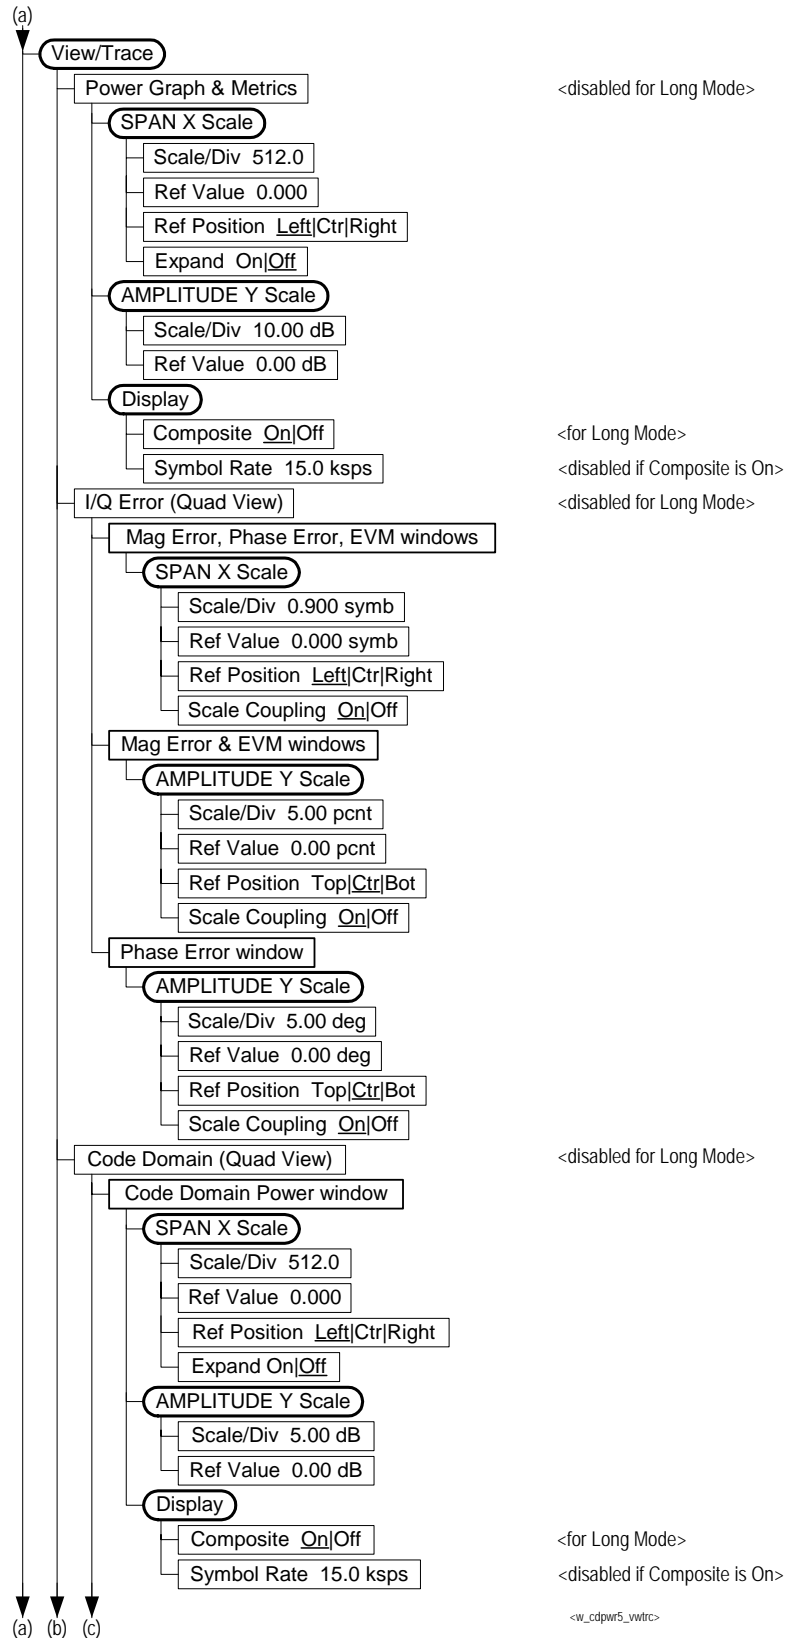 (a)
View/Trace
Power Graph & Metrics <disabled for Long Mode>
SPAN X Scale
Scale/Div 512.0
Ref Value 0.000
Ref Position Left|Ctr|Right
Expand On|Off
AMPLITUDE Y Scale
Scale/Div 10.00 dB
Ref Value 0.00 dB
Display
Composite On|Off <for Long Mode>
Symbol Rate 15.0 ksps <disabled if Composite is On>
I/Q Error (Quad View) <disabled for Long Mode>
Mag Error, Phase Error, EVM windows
SPAN X Scale
Scale/Div 0.900 symb
Ref Value 0.000 symb
Ref Position Left|Ctr|Right
Scale Coupling On|Off
Mag Error & EVM windows
AMPLITUDE Y Scale
Scale/Div 5.00 pcnt
Ref Value 0.00 pcnt
Ref Position Top|Ctr|Bot
Scale Coupling On|Off
Phase Error window
AMPLITUDE Y Scale
Scale/Div 5.00 deg
Ref Value 0.00 deg
Ref Position Top|Ctr|Bot
Scale Coupling On|Off
Code Domain (Quad View) <disabled for Long Mode>
Code Domain Power window
SPAN X Scale
Scale/Div 512.0
Ref Value 0.000
Ref Position Left|Ctr|Right
Expand On|Off
AMPLITUDE Y Scale
Scale/Div 5.00 dB
Ref Value 0.00 dB
Display
Composite On|Off <for Long Mode>
Symbol Rate 15.0 ksps <disabled if Composite is On>
(a) (b) (c) <w_cdpwr5_vwtrc>